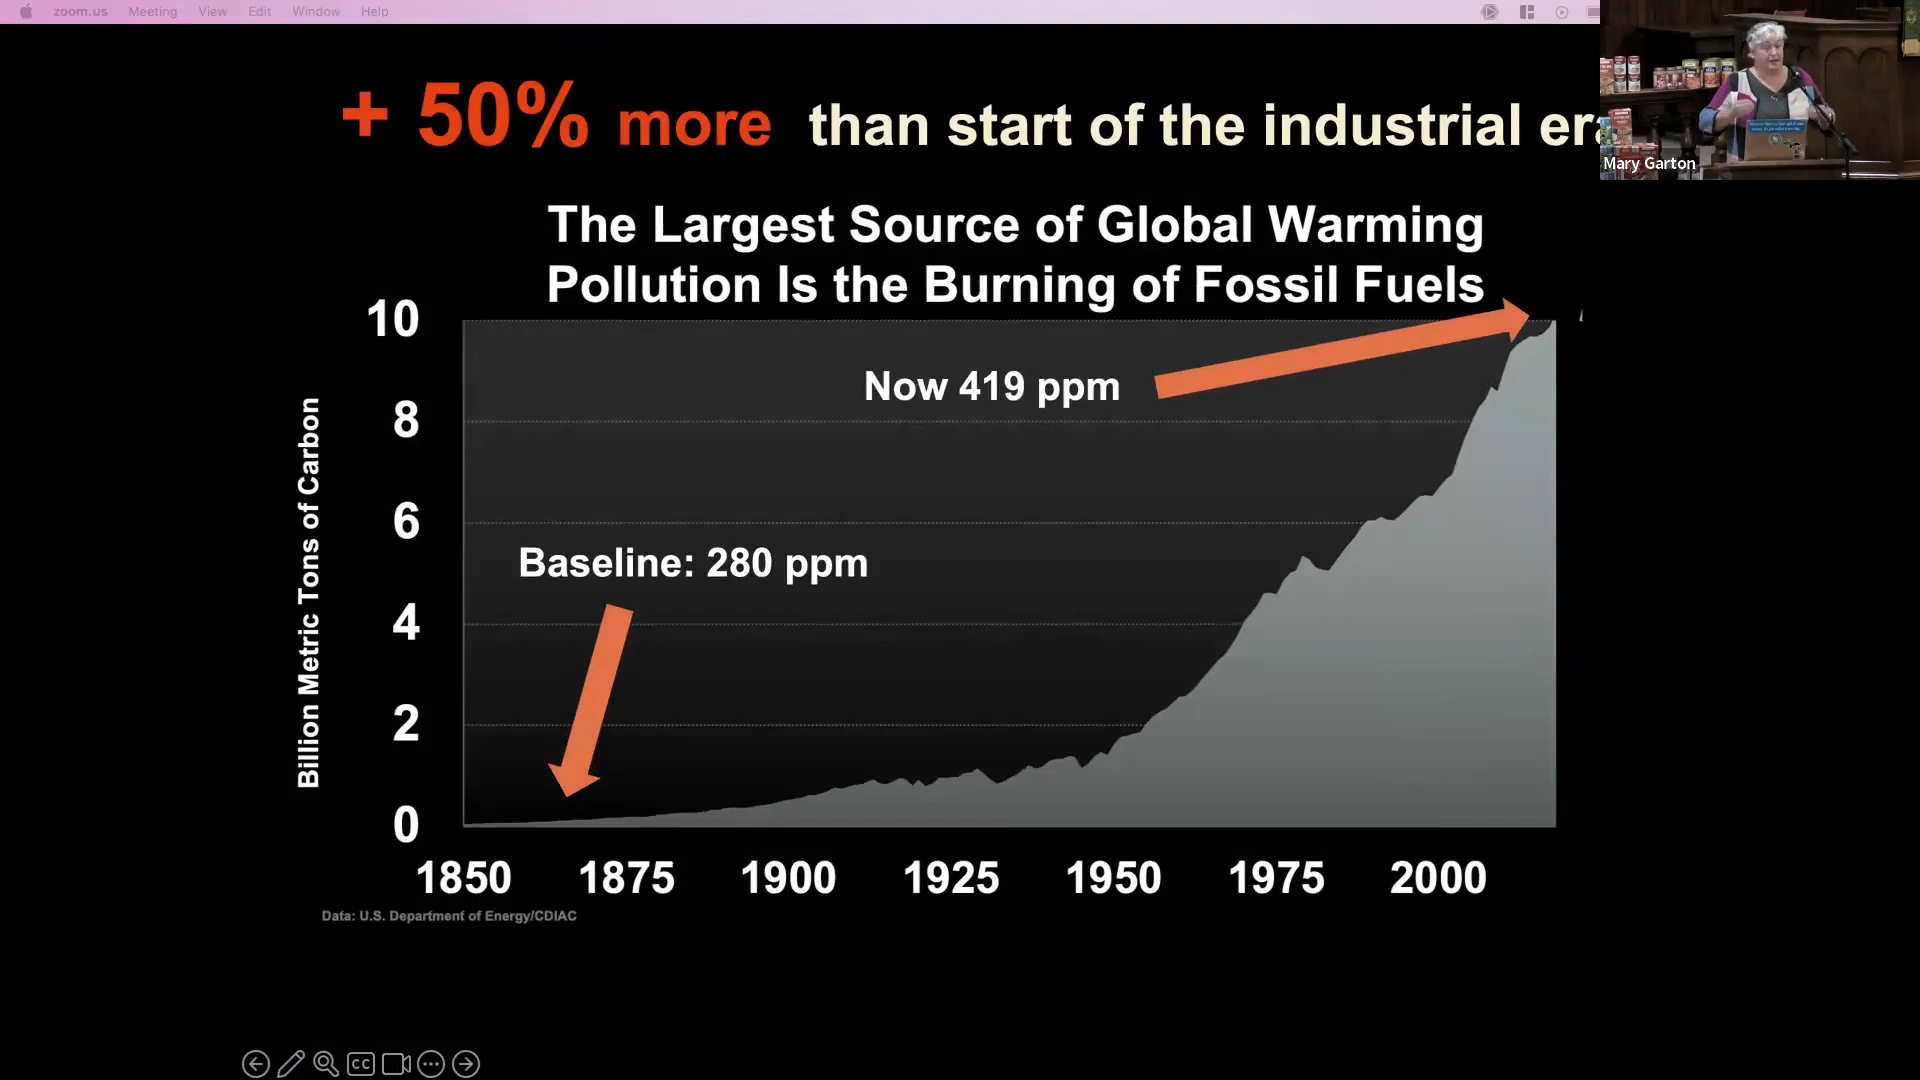 zoom.us Meeting View Edit Window Help
+ 50% more than start of the industrial era
Mary Garton
The Largest Source of Global Warming
Pollution Is the Burning of Fossil Fuels
10
Now 419 ppm
8
6
Baseline: 280 ppm
4
2
0
Billion Metric Tons of Carbon
1850 1875 1900 1925 1950 1975 2000
Data: U.S. Department of Energy/CDIAC
CC